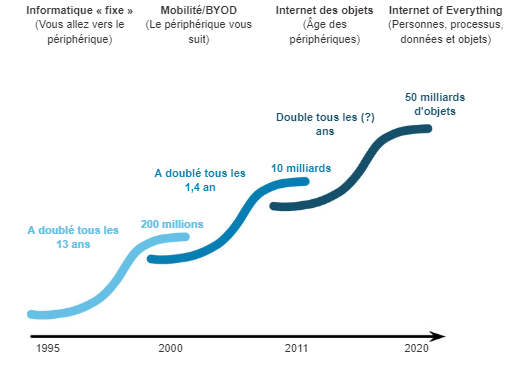 Informatique « fixe »
(Vous allez vers le
périphérique)
Mobilité/BYOD
(Le périphérique vous
suit)
Internet des objets
(Âge des
périphériques)
Internet of Everything
(Personnes, processus,
données et objets)
50 milliards
d'objets
Double tous les (?)
ans
10 milliards
A doublé tous les
1,4 an
200 millions
A doublé tous les
13 ans
1995
2000
2011
2020